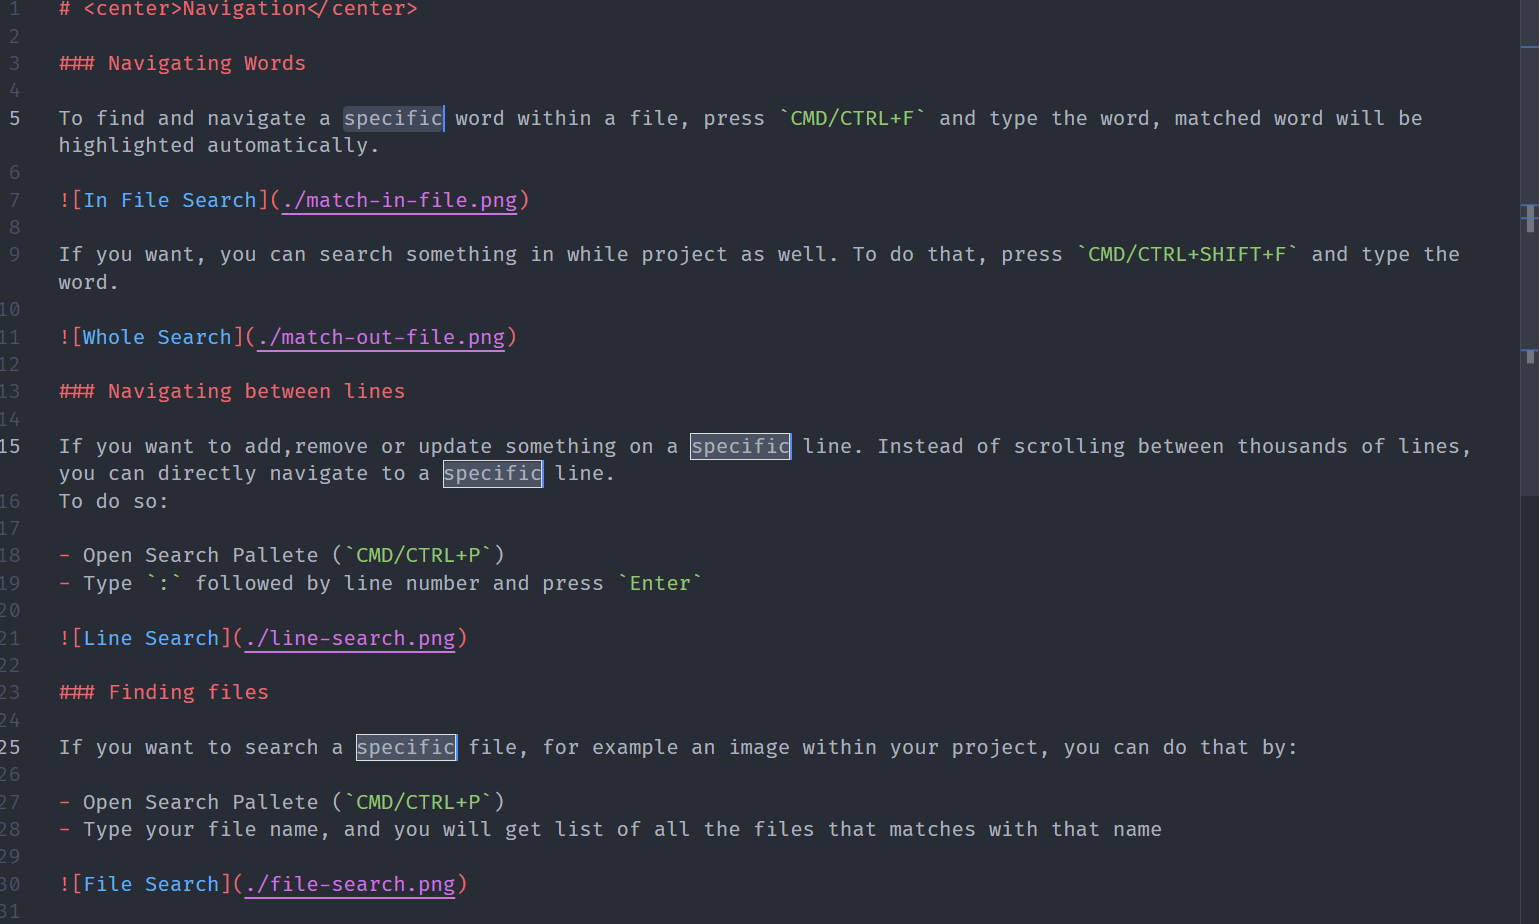 1 # <center>Navigation</center>
2
3 ### Navigating Words
4
5 To find and navigate a specific word within a file, press `CMD/CTRL+F` and type the word, matched word will be
highlighted automatically.
6
7 ![In File Search](./match-in-file.png)
8
9 If you want, you can search something in while project as well. To do that, press `CMD/CTRL+SHIFT+F` and type the
word.
10
11 ![Whole Search](./match-out-file.png)
12
13 ### Navigating between lines
14
15 If you want to add,remove or update something on a specific line. Instead of scrolling between thousands of lines,
you can directly navigate to a specific line.
16 To do so:
17
18 - Open Search Pallete (`CMD/CTRL+P`)
19 - Type `:` followed by line number and press `Enter`
20
21 ![Line Search](./line-search.png)
22
23 ### Finding files
24
25 If you want to search a specific file, for example an image within your project, you can do that by:
26
27 - Open Search Pallete (`CMD/CTRL+P`)
28 - Type your file name, and you will get list of all the files that matches with that name
29
30 ![File Search](./file-search.png)
31